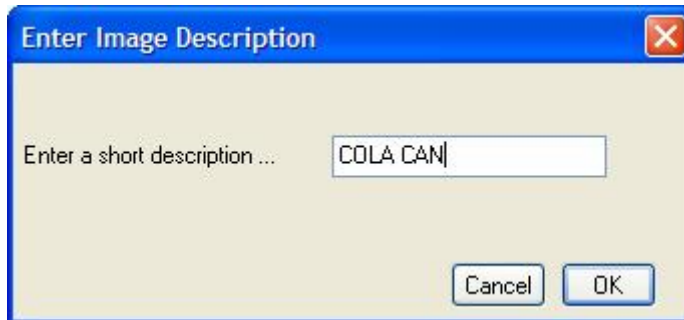 Enter Image Description
Enter a short description ...
COLA CAN
Cancel
OK